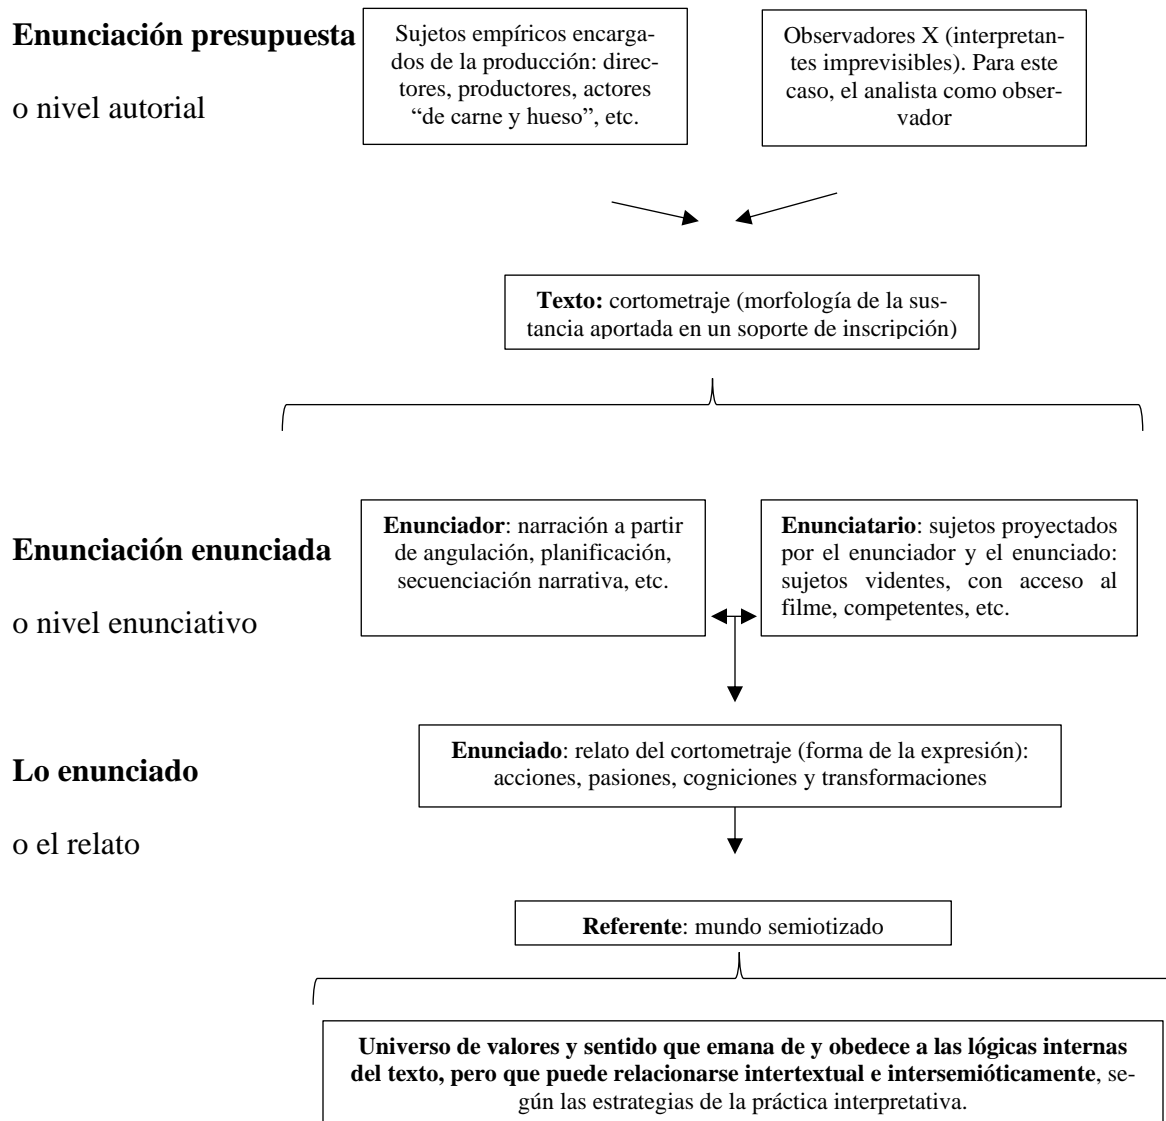 Enunciación presupuesta
o nivel autorial
Sujetos empíricos encarga-
dos de la producción: direc-
tores, productores, actores
“de carne y hueso”, etc.
Observadores X (interpretan-
tes imprevisibles). Para este
caso, el analista como obser-
vador
Texto: cortometraje (morfología de la sus-
tancia aportada en un soporte de inscripción)
Enunciación enunciada
o nivel enunciativo
Enunciador: narración a partir
de angulación, planificación,
secuenciación narrativa, etc.
Enunciatario: sujetos proyectados
por el enunciador y el enunciado:
sujetos videntes, con acceso al
filme, competentes, etc.
Lo enunciado
o el relato
Enunciado: relato del cortometraje (forma de la expresión):
acciones, pasiones, cogniciones y transformaciones
Referente: mundo semiotizado
Universo de valores y sentido que emana de y obedece a las lógicas internas
del texto, pero que puede relacionarse intertextual e intersemióticamente, se-
gún las estrategias de la práctica interpretativa.